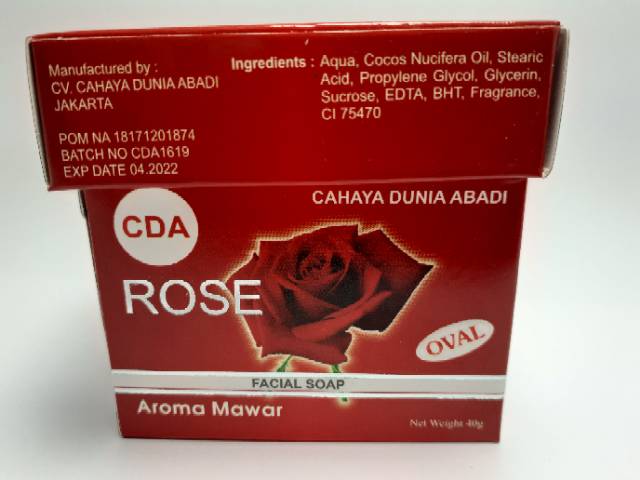 Manufactured by :
CV. CAHAYA DUNIA ABADI
JAKARTA
POM NA 18171201874
BATCH NO CDA1619
EXP DATE 04.2022
Ingredients : Aqua, Cocos Nucifera Oil, Stearic
Acid, Propylene Glycol, Glycerin,
Sucrose, EDTA, BHT, Fragrance,
CI 75470
CAHAYA DUNIA ABADI
CDA
ROSE
OVAL
FACIAL SOAP
Aroma Mawar
Net Weight 40g